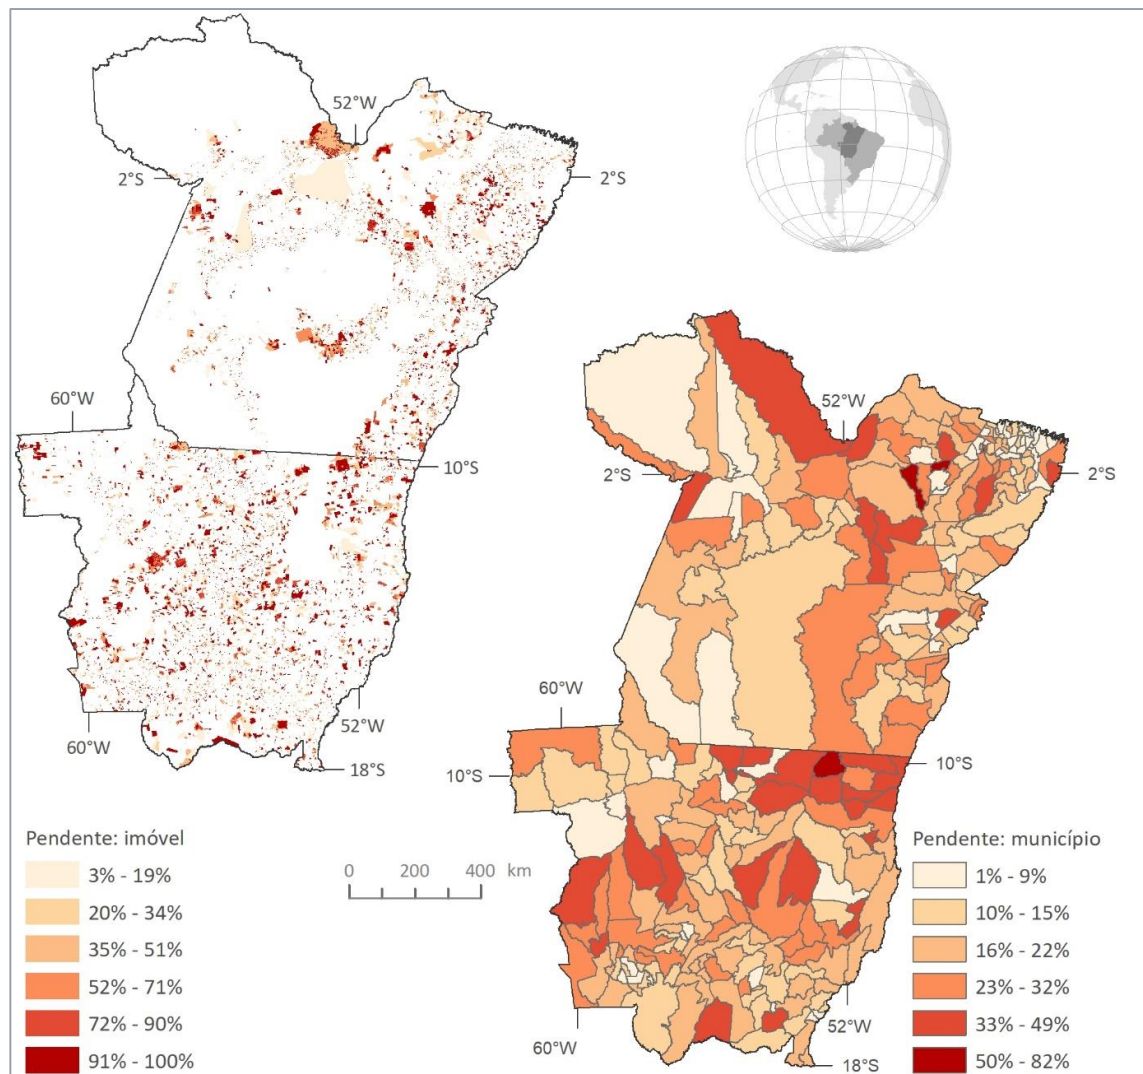 52°W
2°S
2°S
60°W
10°S
60°W
52°W
18°S
Pendente: imóvel
3% - 19%
20% - 34%
35% - 51%
52% - 71%
72% - 90%
91% - 100%
0 200 400 km
52°W
2°S
2°S
60°W
10°S
10°S
60°W
52°W
18°S
Pendente: município
1% - 9%
10% - 15%
16% - 22%
23% - 32%
33% - 49%
50% - 82%